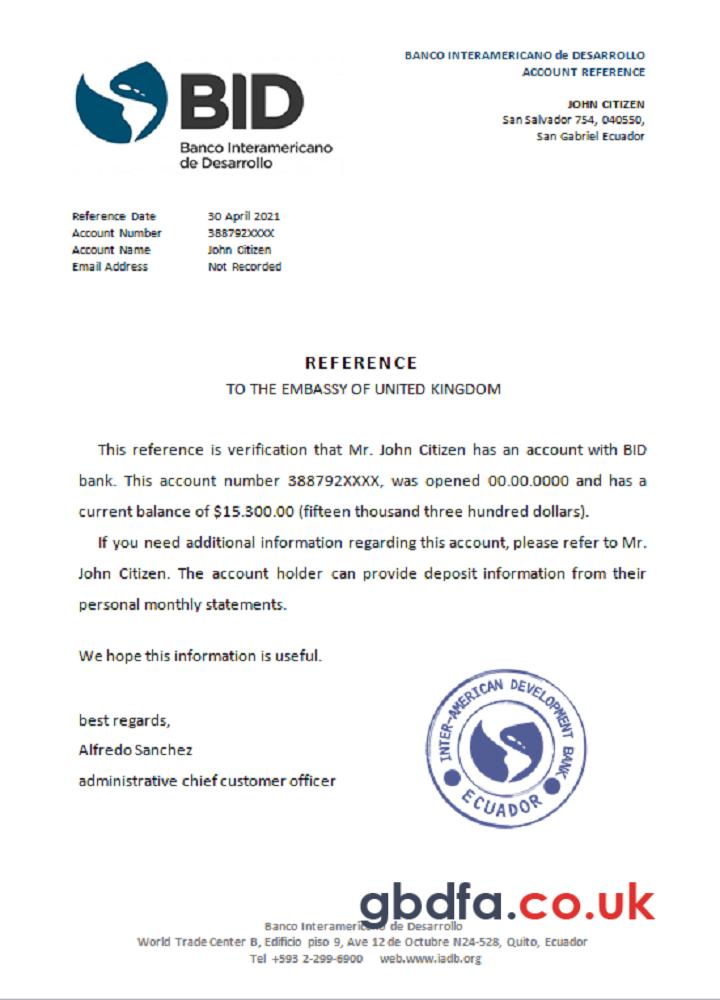 BID
Banco Interamericano
de Desarrollo
BANCO INTERAMERICANO de DESARROLLO
ACCOUNT REFERENCE
JOHN CITIZEN
San Salvador 754, 040550,
San Gabriel Ecuador
Reference Date 30 April 2021
Account Number 388792XXXX
Account Name John Citizen
Email Address Not Recorded
REFERENCE
TO THE EMBASSY OF UNITED KINGDOM
This reference is verification that Mr. John Citizen has an account with BID
bank. This account number 388792XXXX, was opened 00.00.0000 and has a
current balance of $15.300.00 (fifteen thousand three hundred dollars).
If you need additional information regarding this account, please refer to Mr.
John Citizen. The account holder can provide deposit information from their
personal monthly statements.
We hope this information is useful.
best regards,
Alfredo Sanchez
administrative chief customer officer
INTER-AMERICAN DEVELOPMENT BANK
ECUADOR
gbdfa.co.uk
Banco Interamericano de Desarrollo
World Trade Center B, Edificio piso 9, Ave 12 de Octubre N24-528, Quito, Ecuador
Tel +593 2-299-6900 web.www.iadb.org